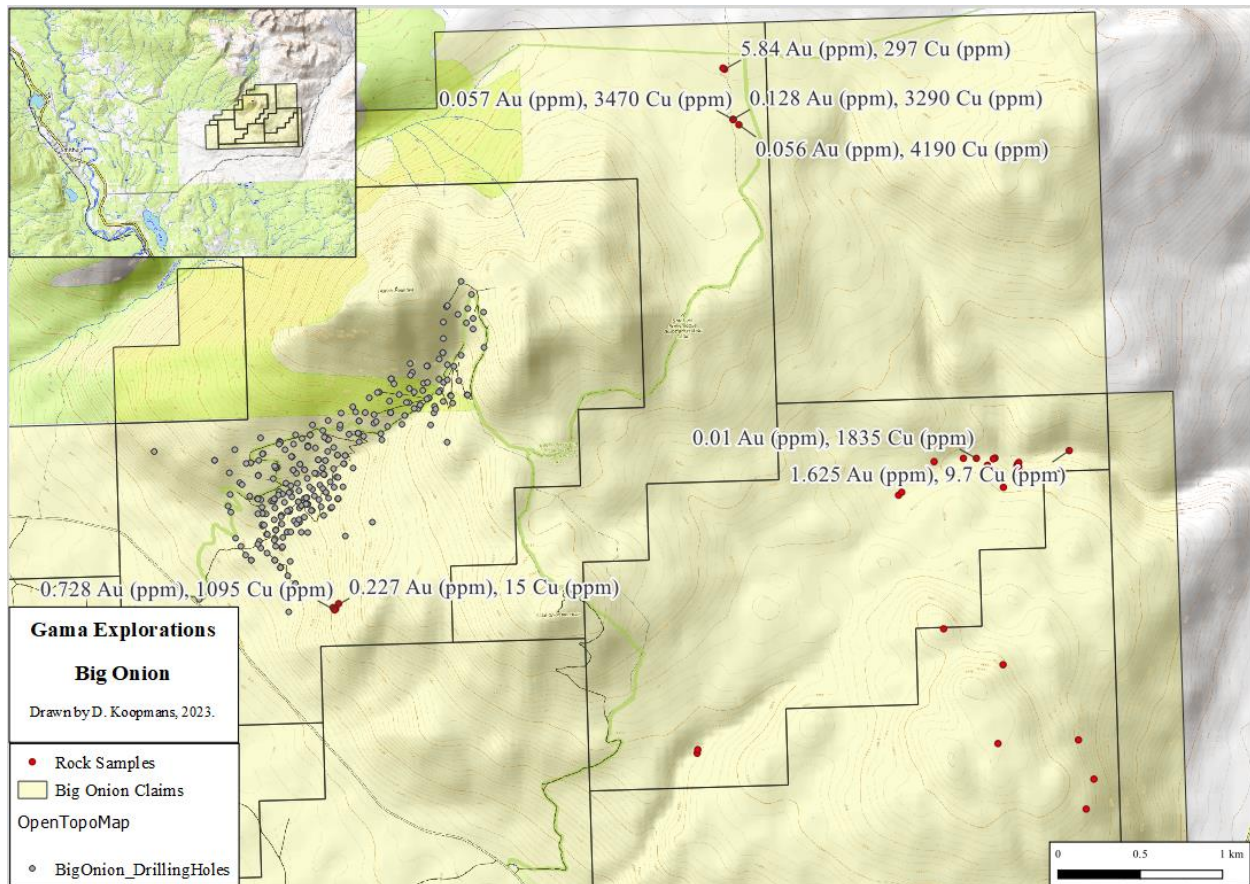 5.84 Au (ppm), 297 Cu (ppm)
0.057 Au (ppm), 3470 Cu (ppm)
0.128 Au (ppm), 3290 Cu (ppm)
0.056 Au (ppm), 4190 Cu (ppm)
0.01 Au (ppm), 1835 Cu (ppm)
1.625 Au (ppm), 9.7 Cu (ppm)
0.728 Au (ppm), 1095 Cu (ppm)
0.227 Au (ppm), 15 Cu (ppm)
Gama Explorations
Big Onion
Drawn by D. Koopmans, 2023.
Rock Samples
Big Onion Claims
OpenTopoMap
BigOnion_DrillingHoles
0 0.5 1 km